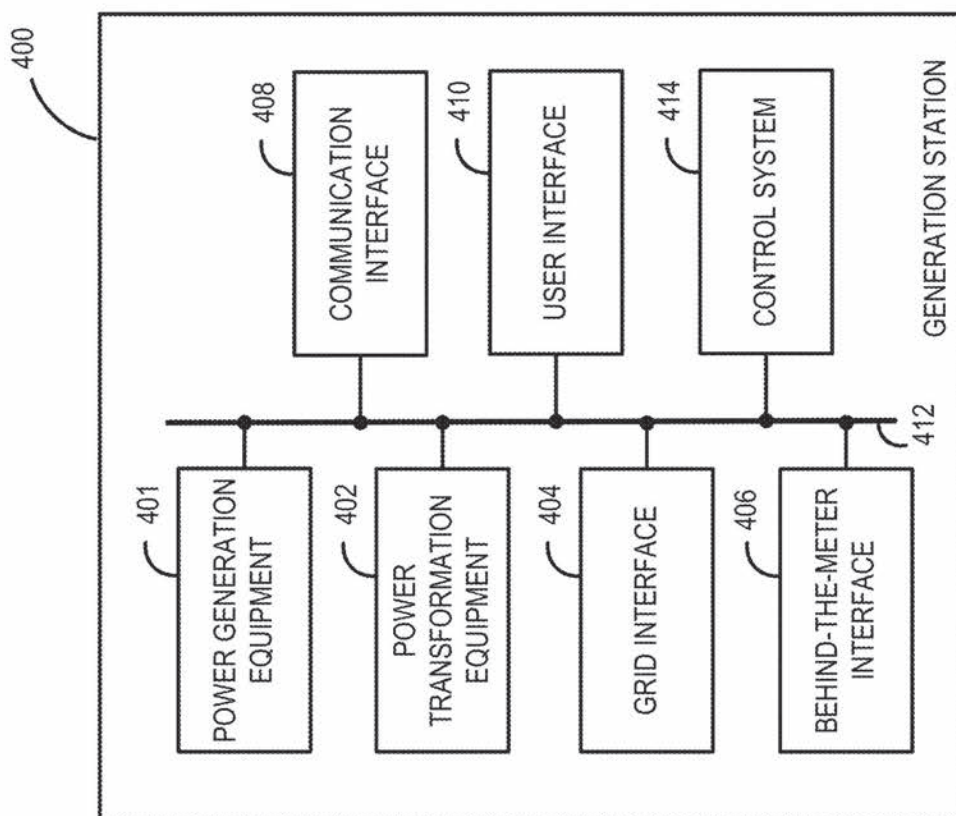 400
401
POWER GENERATION
EQUIPMENT
408
COMMUNICATION
INTERFACE
402
POWER
TRANSFORMATION
EQUIPMENT
410
USER INTERFACE
404
GRID INTERFACE
414
CONTROL SYSTEM
406
BEHIND-THE-METER
INTERFACE
412
GENERATION STATION